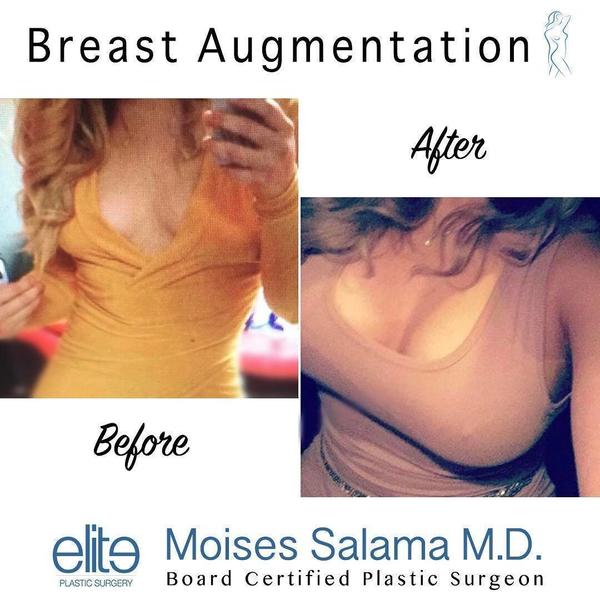 Breast Augmentation
After
Before
elite
PLASTIC SURGERY
Moises Salama M.D.
Board Certified Plastic Surgeon